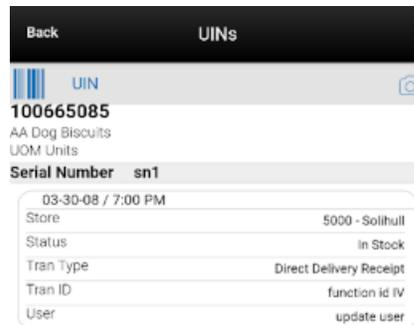 Back UINs
UIN
100665085
AA Dog Biscuits
UOM Units
Serial Number sn1
03-30-08 / 7:00 PM
Store 5000 - Solihull
Status In Stock
Tran Type Direct Delivery Receipt
Tran ID function id IV
User update user